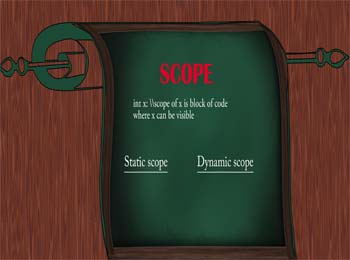 SCOPE
int x: \\scope of x is block of code
where x can be visible
Static scope Dynamic scope